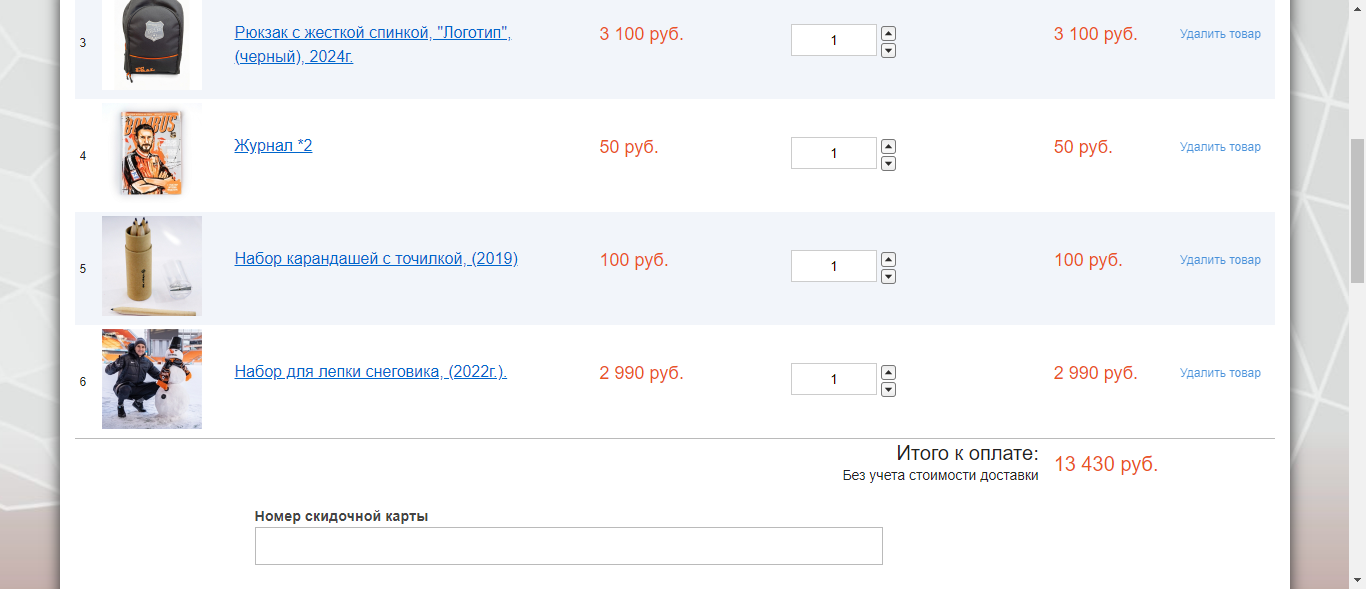 3
Рюкзак с жесткой спинкой, "Логотип",
(черный), 2024г.
3 100 руб.
1
3 100 руб.
Удалить товар
4
BOMBUS
Журнал *2
50 руб.
1
50 руб.
Удалить товар
5
Набор карандашей с точилкой, (2019)
100 руб.
1
100 руб.
Удалить товар
6
Набор для лепки снеговика, (2022г.).
2 990 руб.
1
2 990 руб.
Удалить товар
Итого к оплате:
Без учета стоимости доставки
13 430 руб.
Номер скидочной карты